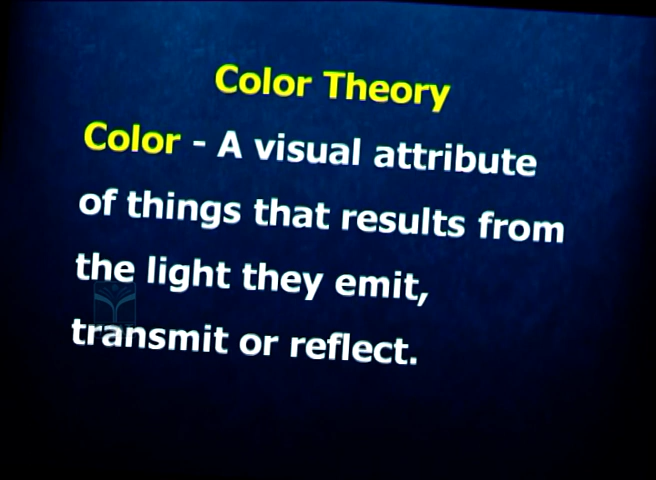 Color Theory
Color - A visual attribute
of things that results from
the light they emit,
transmit or reflect.